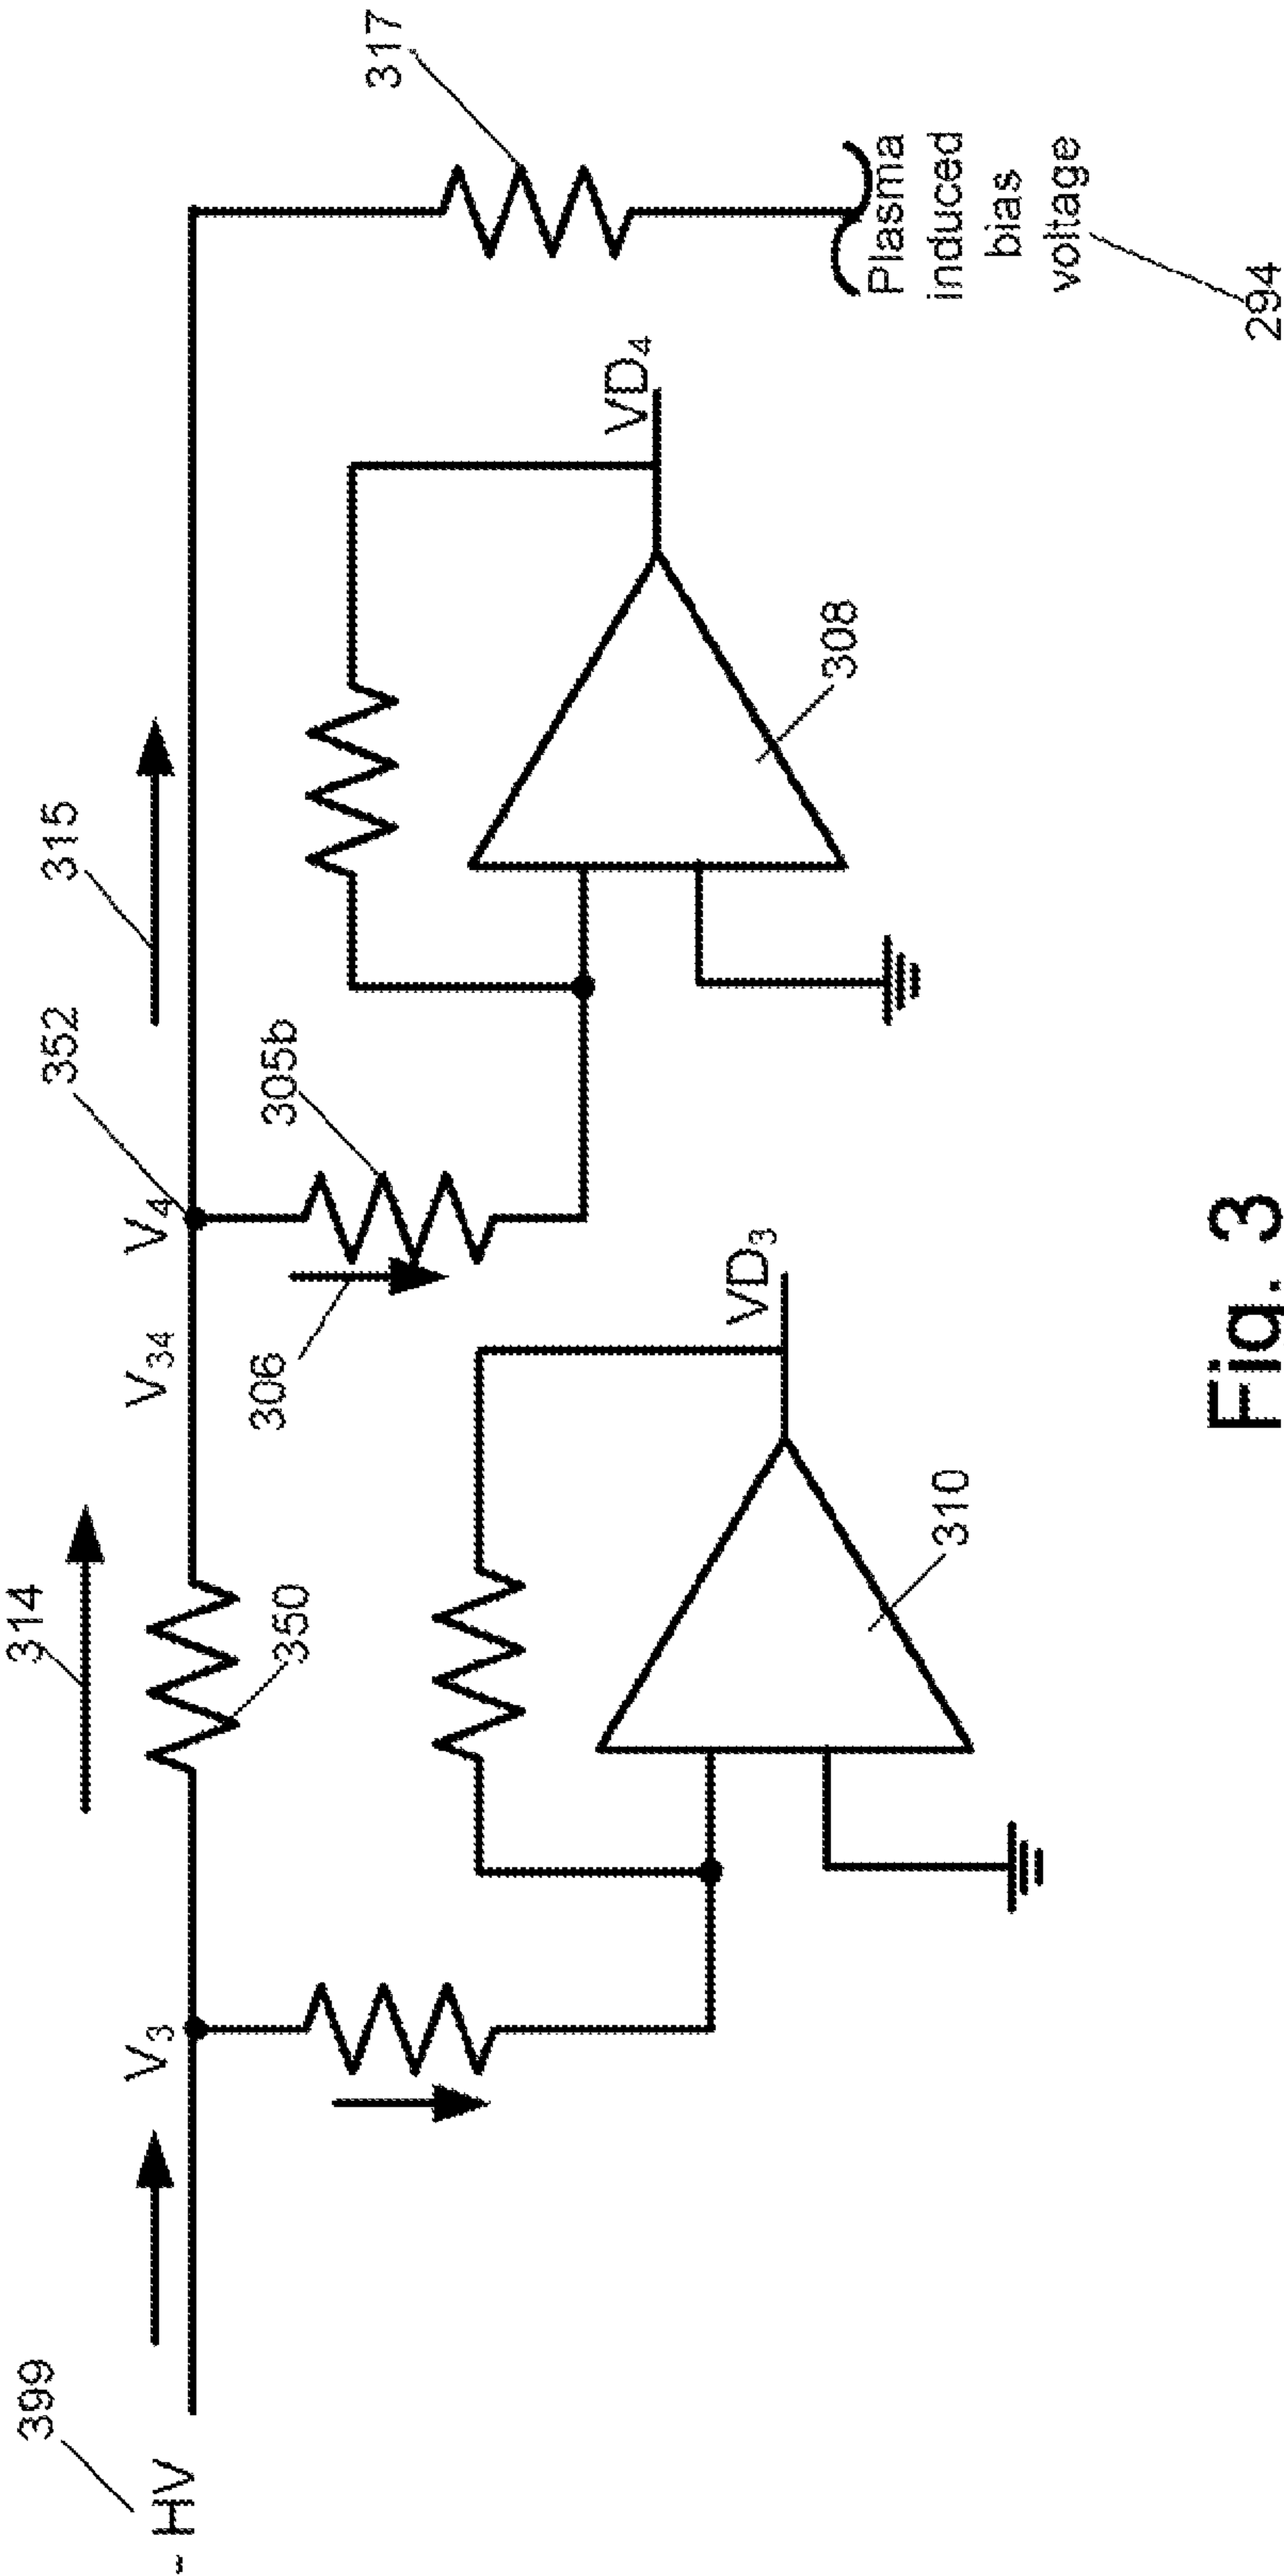 399
- HV
V3
314
350
V34
V4
352
315
306
305b
317
VD3
310
VD4
308
Plasma
induced
bias
voltage
294
Fig. 3